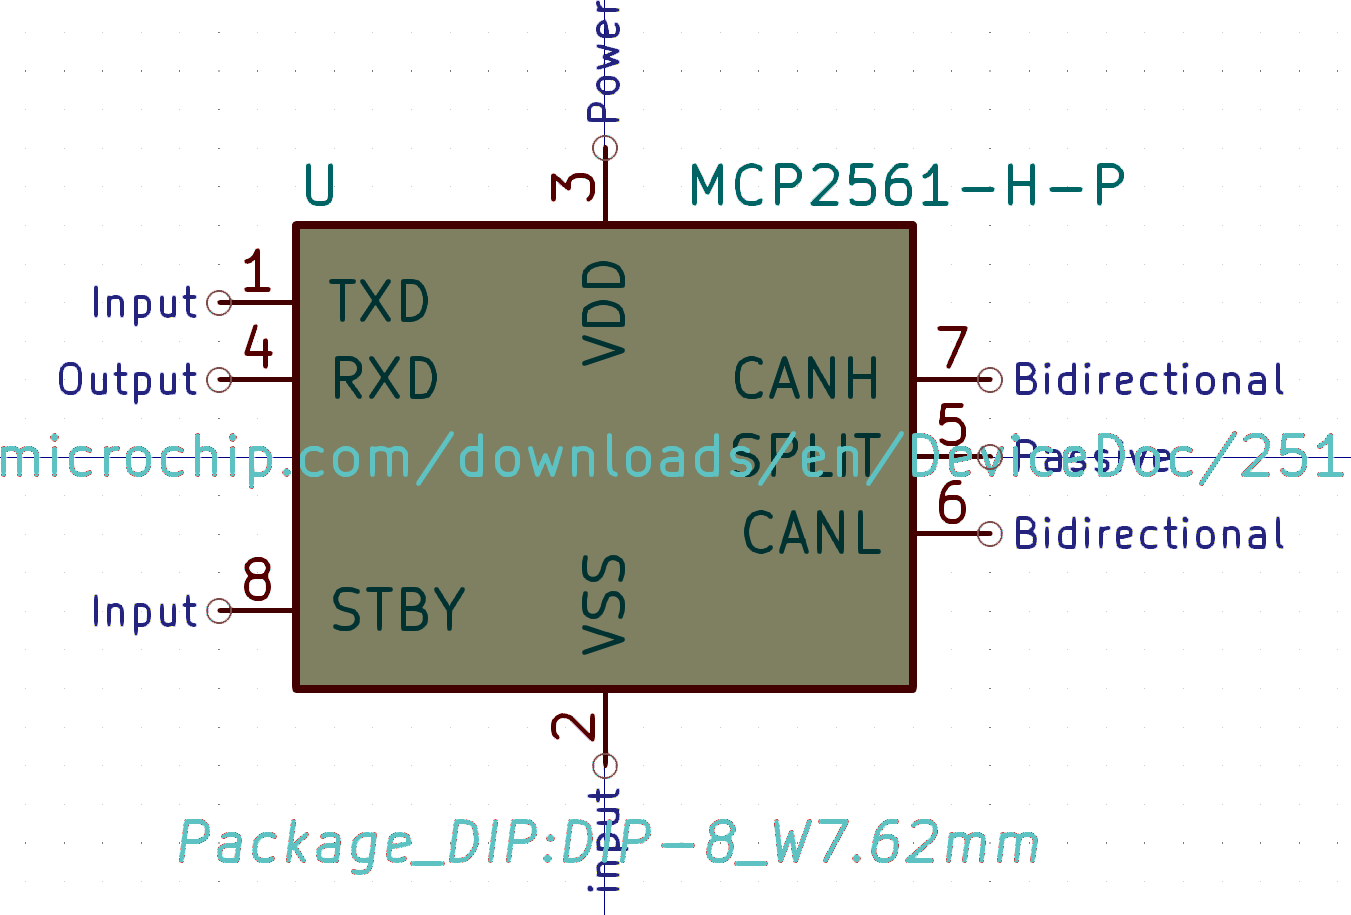 Power
U
MCP2561-H-P
3
1
Input
TXD
VDD
4
Output
RXD
7
CANH
Bidirectional
5
SPLIT
Passive
microchip.com/downloads/en/DeviceDoc/251
6
CANL
Bidirectional
8
Input
STBY
VSS
2
input
Package_DIP:DIP-8_W7.62mm